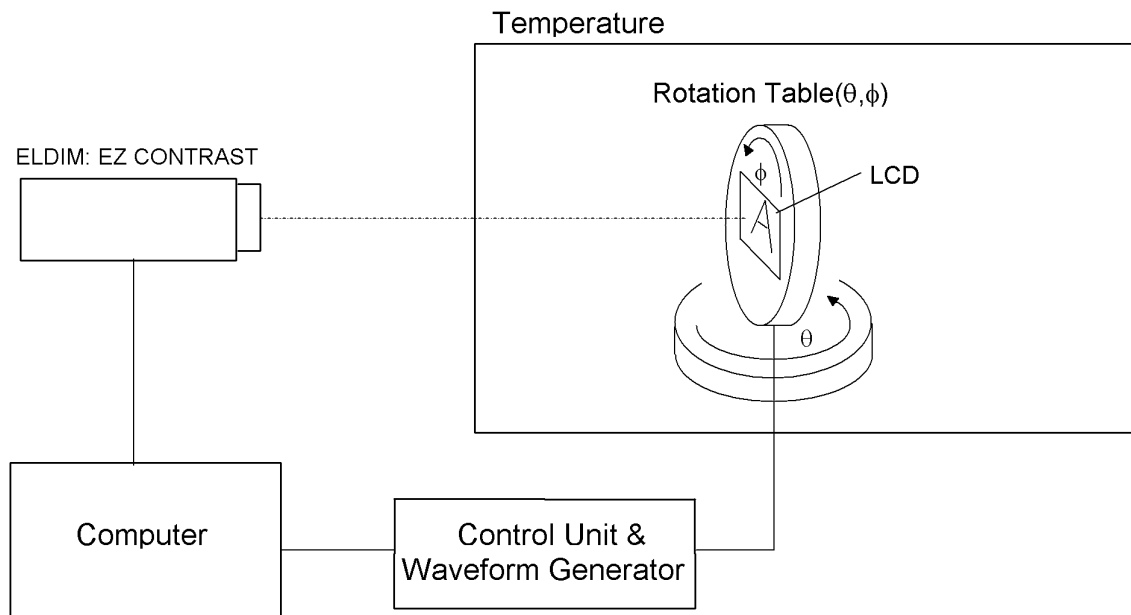 Temperature
Rotation Table(θ,ϕ)
ELDIM: EZ CONTRAST
ϕ
LCD
A
θ
Computer
Control Unit &
Waveform Generator